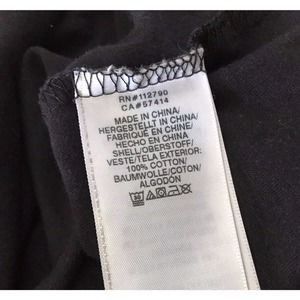 RN#112790
CA#57414
MADE IN CHINA/
HERGESTELLT IN CHINA/
FABRIQUÉ EN CHINE/
HECHO EN CHINA
SHELL/OBERSTOFF/
VESTE/TELA EXTERIOR:
100% COTTON/
BAUMWOLLE/COTON/
ALGODÓN